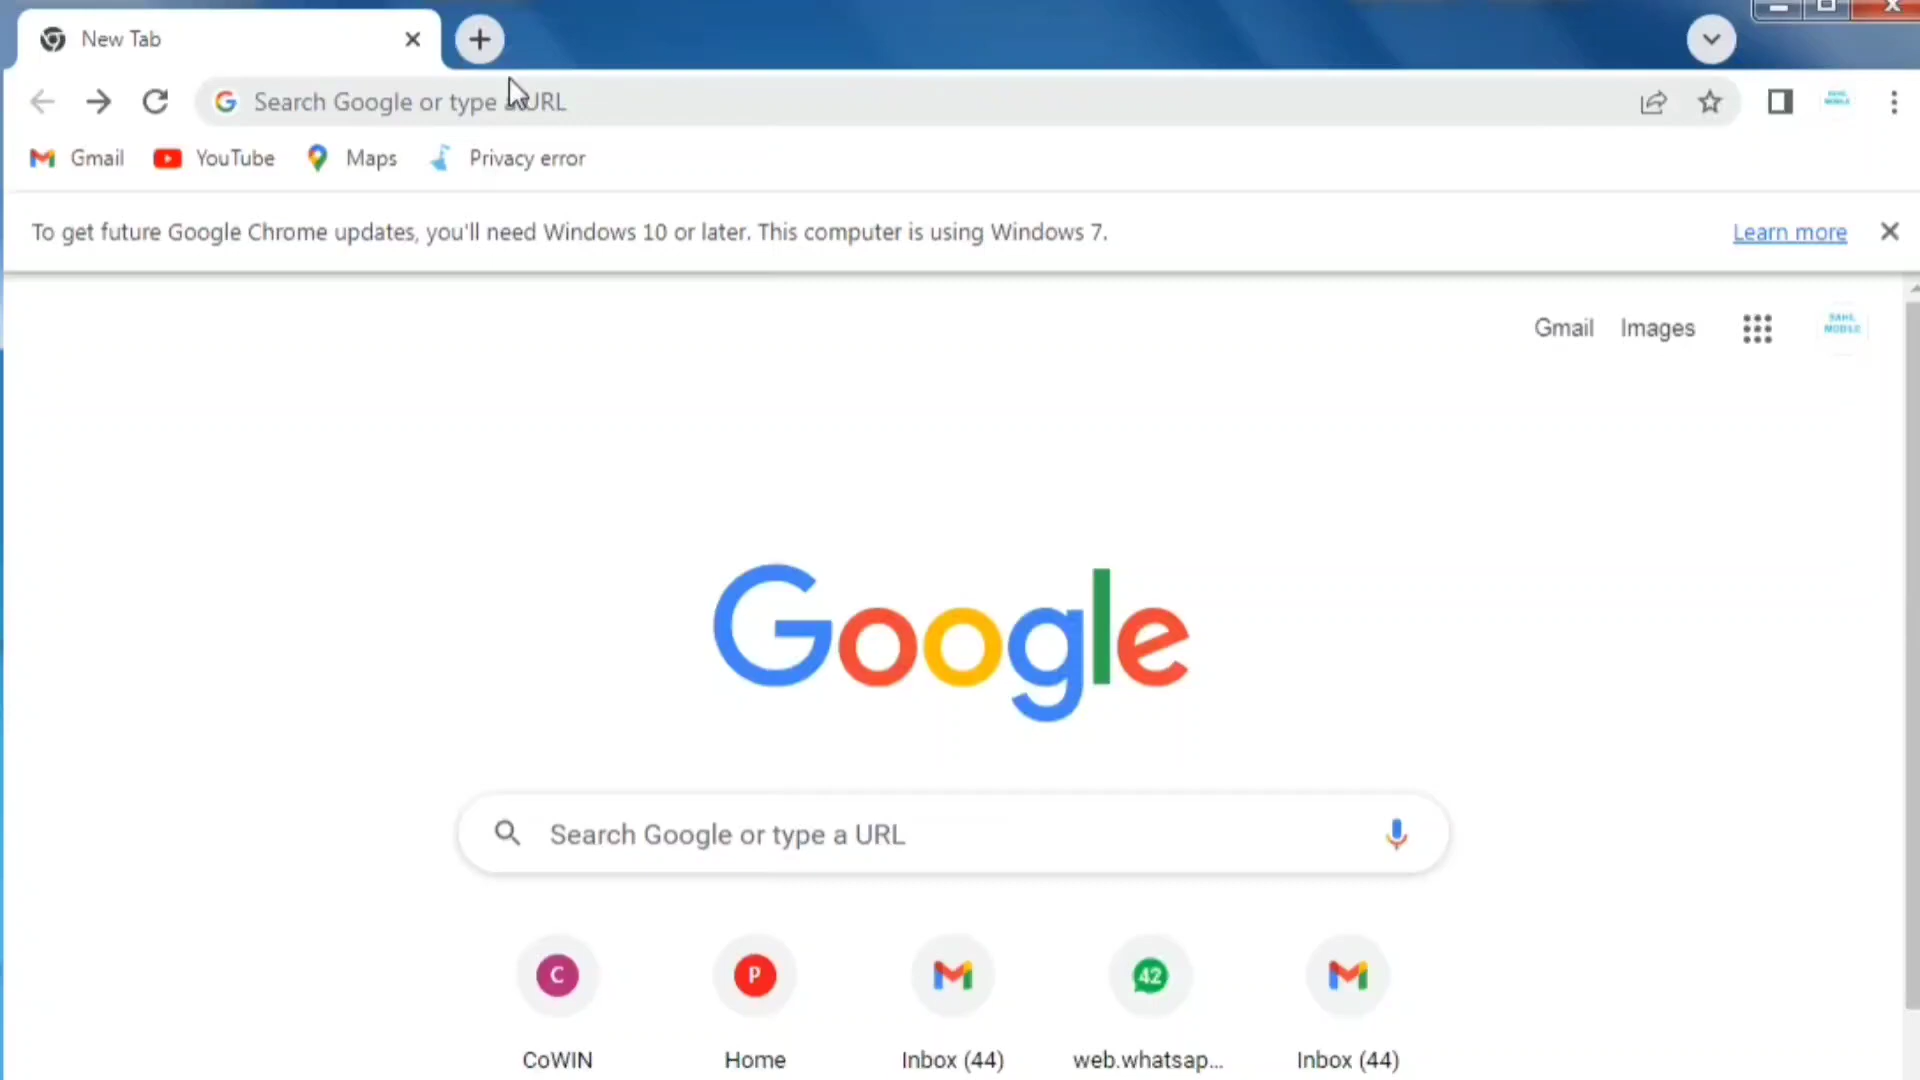 New Tab
Search Google or type a URL
Gmail YouTube Maps Privacy error
To get future Google Chrome updates, you'll need Windows 10 or later. This computer is using Windows 7. Learn more
Gmail Images SAHIL MOBILE
Google
Search Google or type a URL
C P 42
CoWIN Home Inbox (44) web.whatsap... Inbox (44)